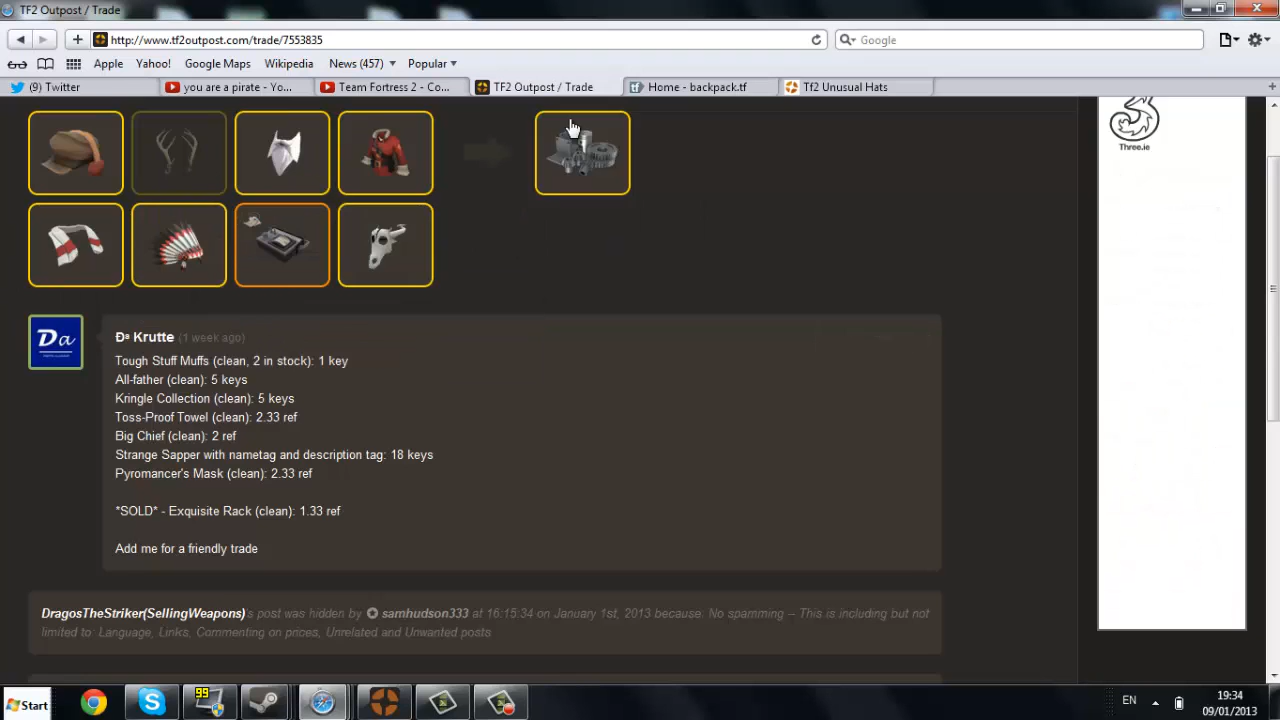 TF2 Outpost / Trade
http://www.tf2outpost.com/trade/7553835
Google
Apple
Yahoo!
Google Maps
Wikipedia
News (457)
Popular
(9) Twitter
you are a pirate - Yo...
Team Fortress 2 - Co...
TF2 Outpost / Trade
Home - backpack.tf
Tf2 Unusual Hats
Three.ie
Da
Ðª Krutte (1 week ago)
Tough Stuff Muffs (clean, 2 in stock): 1 key
All-father (clean): 5 keys
Kringle Collection (clean): 5 keys
Toss-Proof Towel (clean): 2.33 ref
Big Chief (clean): 2 ref
Strange Sapper with nametag and description tag: 18 keys
Pyromancer's Mask (clean): 2.33 ref
*SOLD* - Exquisite Rack (clean): 1.33 ref
Add me for a friendly trade
DragosTheStriker(SellingWeapons)'s post was hidden by samhudson333 at 16:15:34 on January 1st, 2013 because: No spamming -- This is including but not
limited to: Language, Links, Commenting on prices, Unrelated and Unwanted posts
Start
99
EN
19:34
09/01/2013